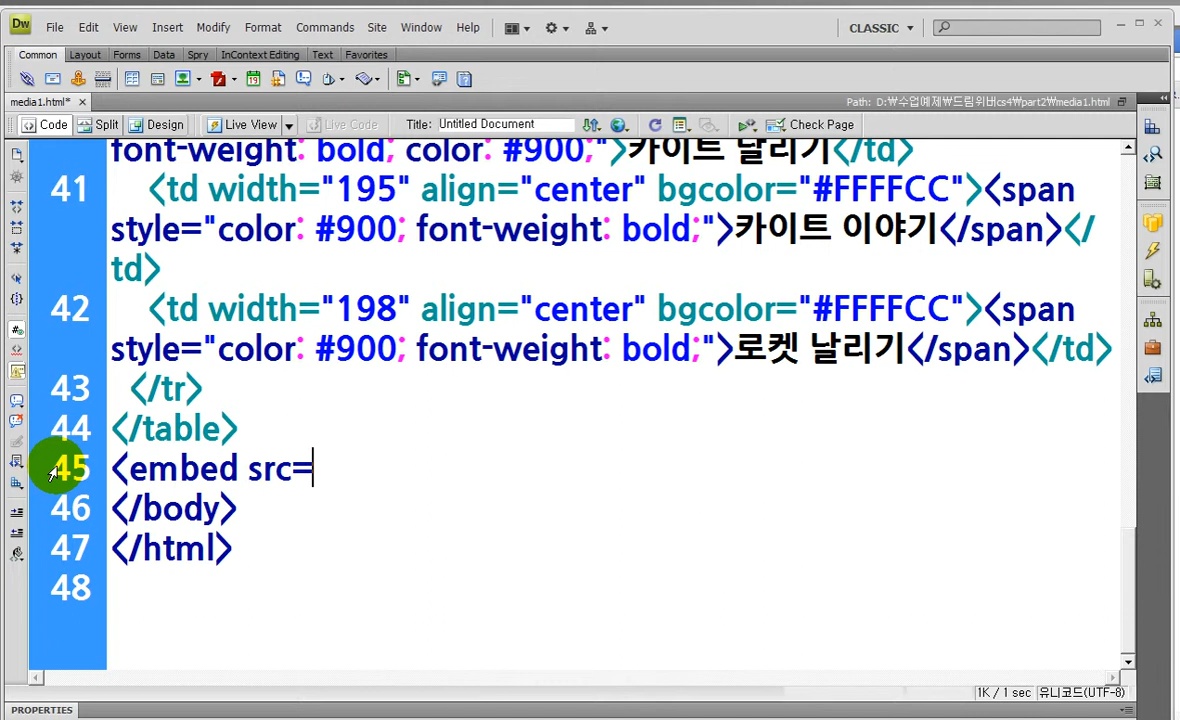 Dw File Edit View Insert Modify Format Commands Site Window Help CLASSIC
Common Layout Forms Data Spry InContext Editing Text Favorites
media1.html* Path: D:₩수업예제₩드림위버cs4₩part2₩media1.html
Code Split Design Live View Live Code Title: Untitled Document Check Page
font-weight: bold; color: #900;">카이트 날리기</td>
41 <td width="195" align="center" bgcolor="#FFFFCC"><span
style="color: #900; font-weight: bold;">카이트 이야기</span></
td>
42 <td width="198" align="center" bgcolor="#FFFFCC"><span
style="color: #900; font-weight: bold;">로켓 날리기</span></td>
43 </tr>
44 </table>
45 <embed src=
46 </body>
47 </html>
48
1K / 1 sec 유니코드(UTF-8)
PROPERTIES